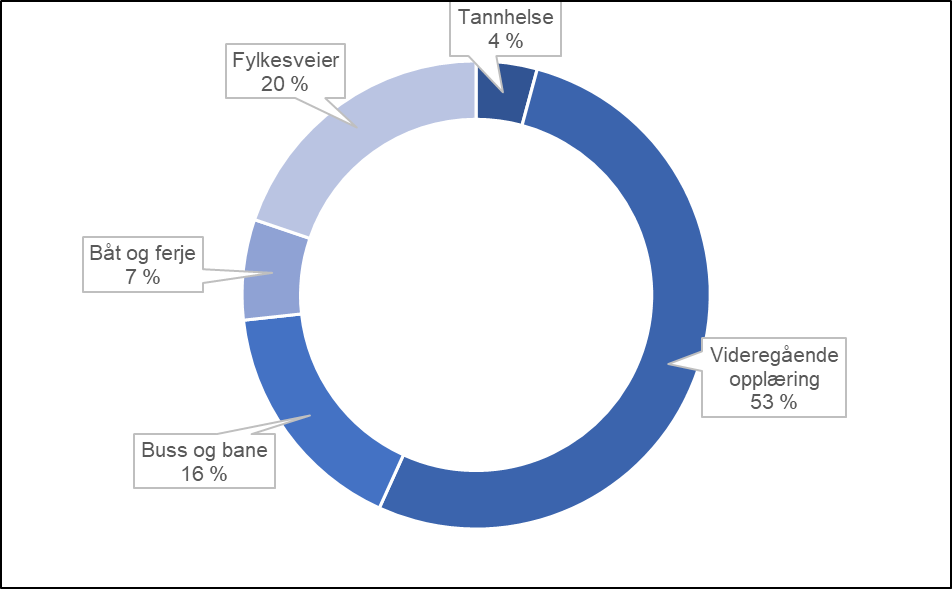 Tannhelse
4 %
Fylkesveier
20 %
Båt og ferje
7 %
Videregående
opplæring
53 %
Buss og bane
16 %